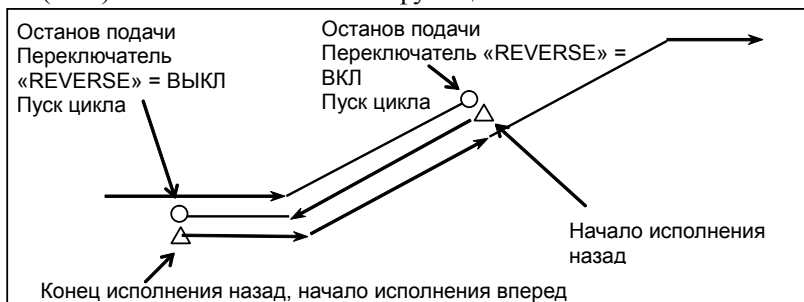 Останов подачи
Переключатель
«REVERSE» = ВЫКЛ
Пуск цикла
Останов подачи
Переключатель «REVERSE» =
ВКЛ
Пуск цикла
Начало исполнения
назад
Конец исполнения назад, начало исполнения вперед